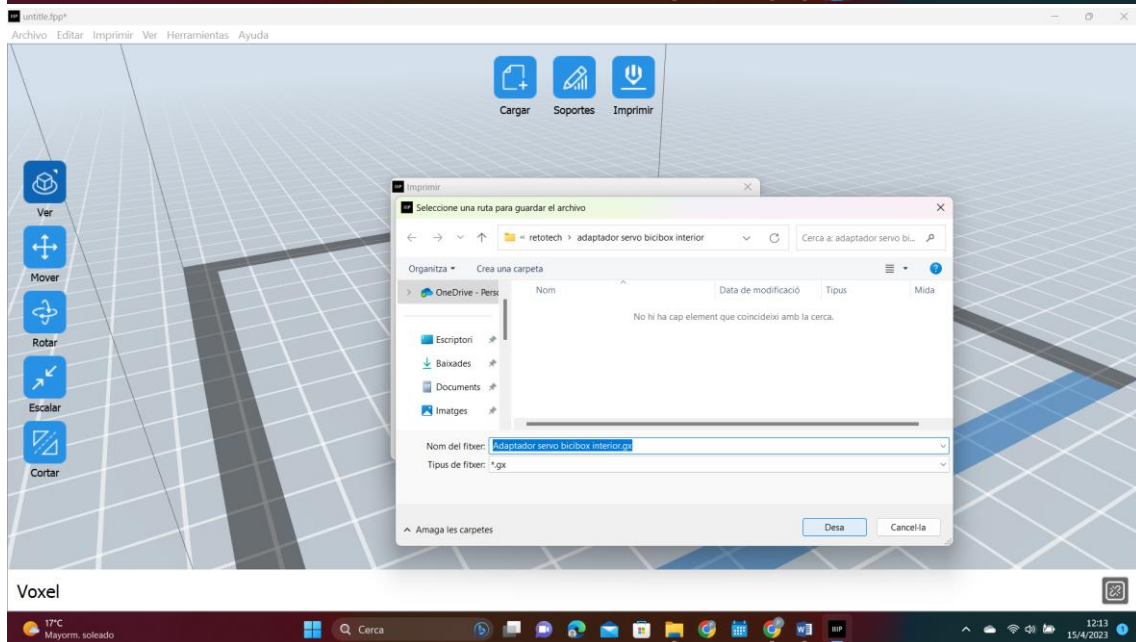 untitle.fpp*
Archivo Editar Imprimir Ver Herramientas Ayuda
Cargar Soportes Imprimir
Ver
Mover
Rotar
Escalar
Cortar
Imprimir
Seleccione una ruta para guardar el archivo
« retotech › adaptador servo bicibox interior
Cerca a: adaptador servo bi...
Organitza Crea una carpeta
OneDrive - Perso
Nom Data de modificació Tipus Mida
No hi ha cap element que coincideixi amb la cerca.
Escriptori
Baixades
Documents
Imatges
Nom del fitxer: Adaptador servo bicibox interior.gx
Tipus de fitxer: *.gx
Amaga les carpetes
Desa Cancel·la
Voxel
17°C
Mayorm. soleado
Cerca
12:13
15/4/2023